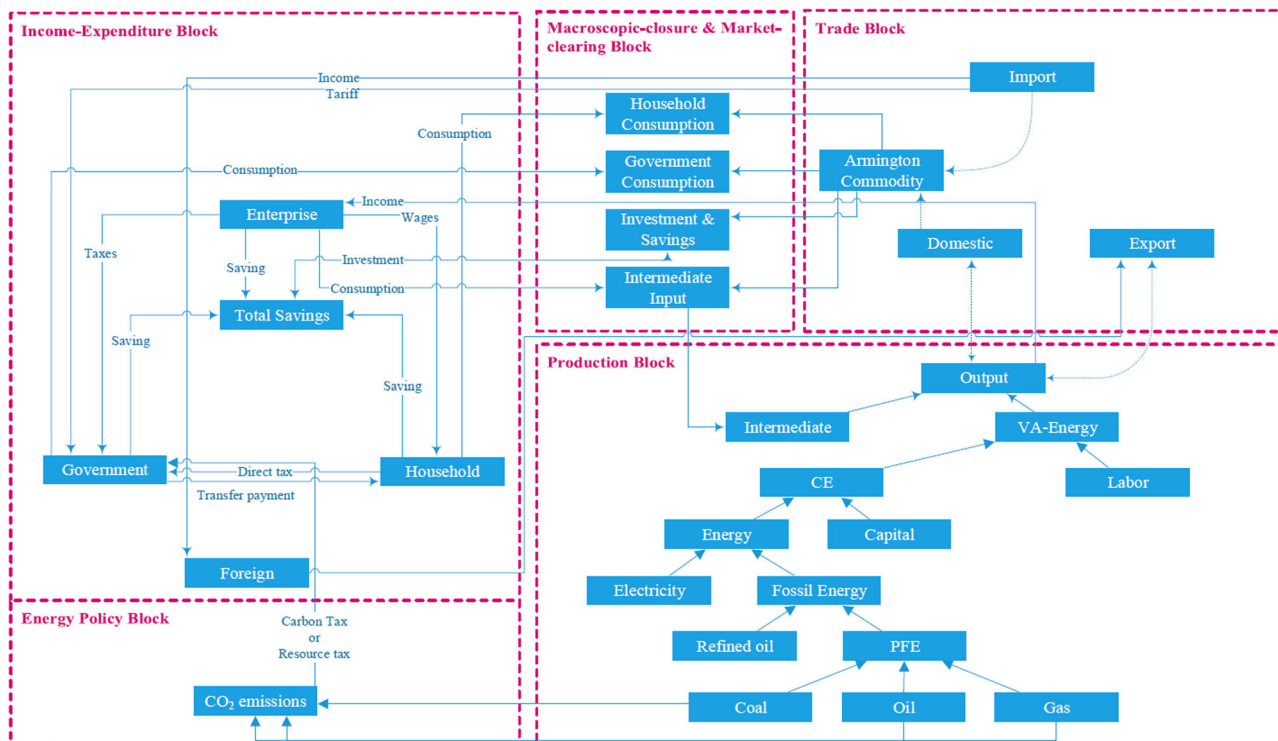 Income-Expenditure Block
Macroscopic-closure & Market-
clearing Block
Trade Block
Income
Tariff
Import
Consumption
Household
Consumption
Consumption
Government
Consumption
Armington
Commodity
Enterprise
Income
Wages
Investment &
Savings
Domestic
Export
Taxes
Saving
Investment
Consumption
Intermediate
Input
Total Savings
Saving
Saving
Production Block
Output
Intermediate
VA-Energy
Government
Direct tax
Household
Transfer payment
CE
Labor
Energy
Capital
Foreign
Electricity
Fossil Energy
Energy Policy Block
Carbon Tax
or
Resource tax
Refined oil
PFE
CO₂ emissions
Coal
Oil
Gas